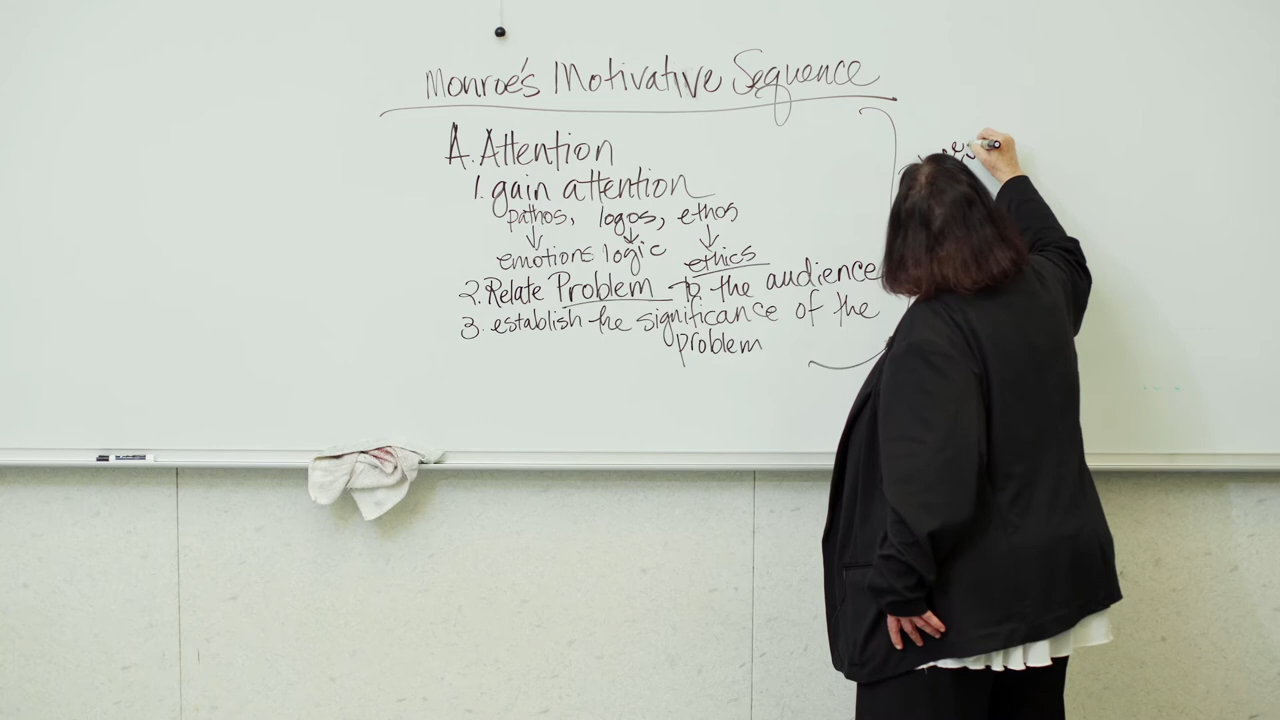 Monroe's Motivative Sequence
A. Attention
1. gain attention
pathos, logos, ethos
emotions logic ethics
2. Relate Problem to the audience
3. establish the significance of the
problem